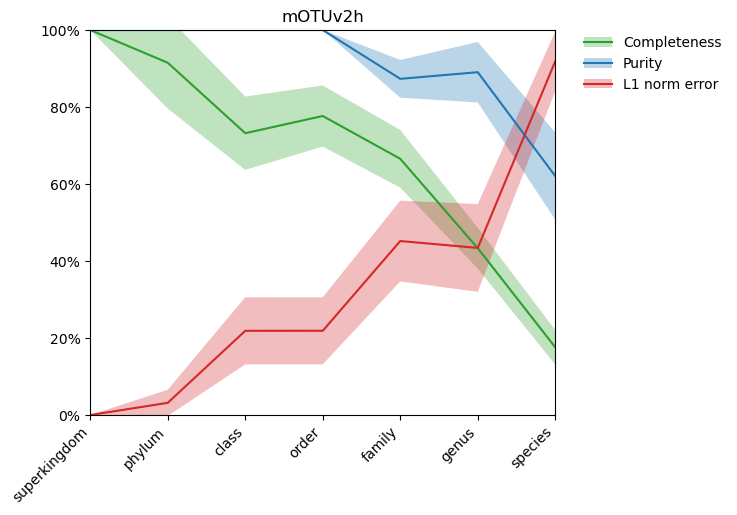 mOTUv2h
100%
80%
60%
40%
20%
0%
superkingdom
phylum
class
order
family
genus
species
Completeness
Purity
L1 norm error